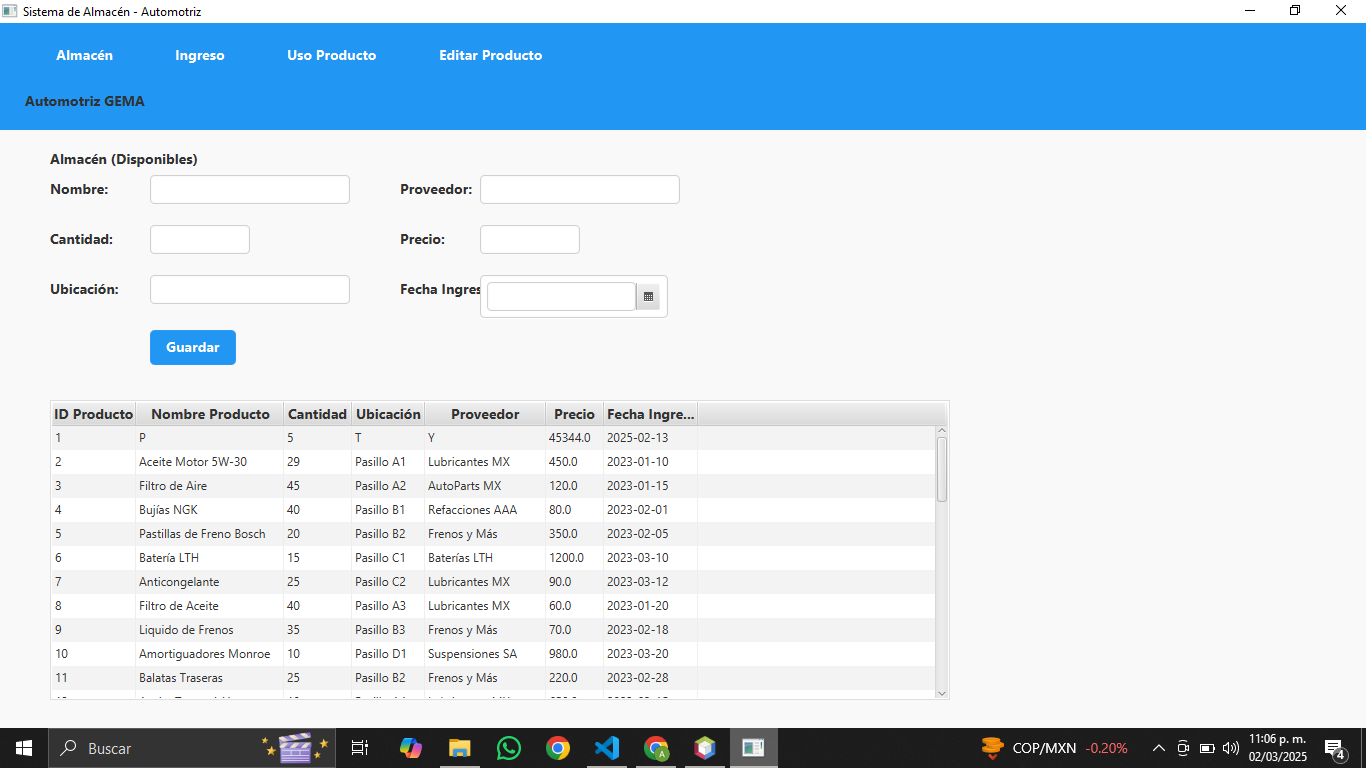 Sistema de Almacén - Automotriz
Almacén Ingreso Uso Producto Editar Producto
Automotriz GEMA
Almacén (Disponibles)
Nombre: Proveedor:
Cantidad: Precio:
Ubicación: Fecha Ingres
Guardar
ID Producto Nombre Producto Cantidad Ubicación Proveedor Precio Fecha Ingre...
1 P 5 T Y 45344.0 2025-02-13
2 Aceite Motor 5W-30 29 Pasillo A1 Lubricantes MX 450.0 2023-01-10
3 Filtro de Aire 45 Pasillo A2 AutoParts MX 120.0 2023-01-15
4 Bujías NGK 40 Pasillo B1 Refacciones AAA 80.0 2023-02-01
5 Pastillas de Freno Bosch 20 Pasillo B2 Frenos y Más 350.0 2023-02-05
6 Batería LTH 15 Pasillo C1 Baterías LTH 1200.0 2023-03-10
7 Anticongelante 25 Pasillo C2 Lubricantes MX 90.0 2023-03-12
8 Filtro de Aceite 40 Pasillo A3 Lubricantes MX 60.0 2023-01-20
9 Liquido de Frenos 35 Pasillo B3 Frenos y Más 70.0 2023-02-18
10 Amortiguadores Monroe 10 Pasillo D1 Suspensiones SA 980.0 2023-03-20
11 Balatas Traseras 25 Pasillo B2 Frenos y Más 220.0 2023-02-28
Buscar COP/MXN -0.20% 11:06 p. m.
02/03/2025 4